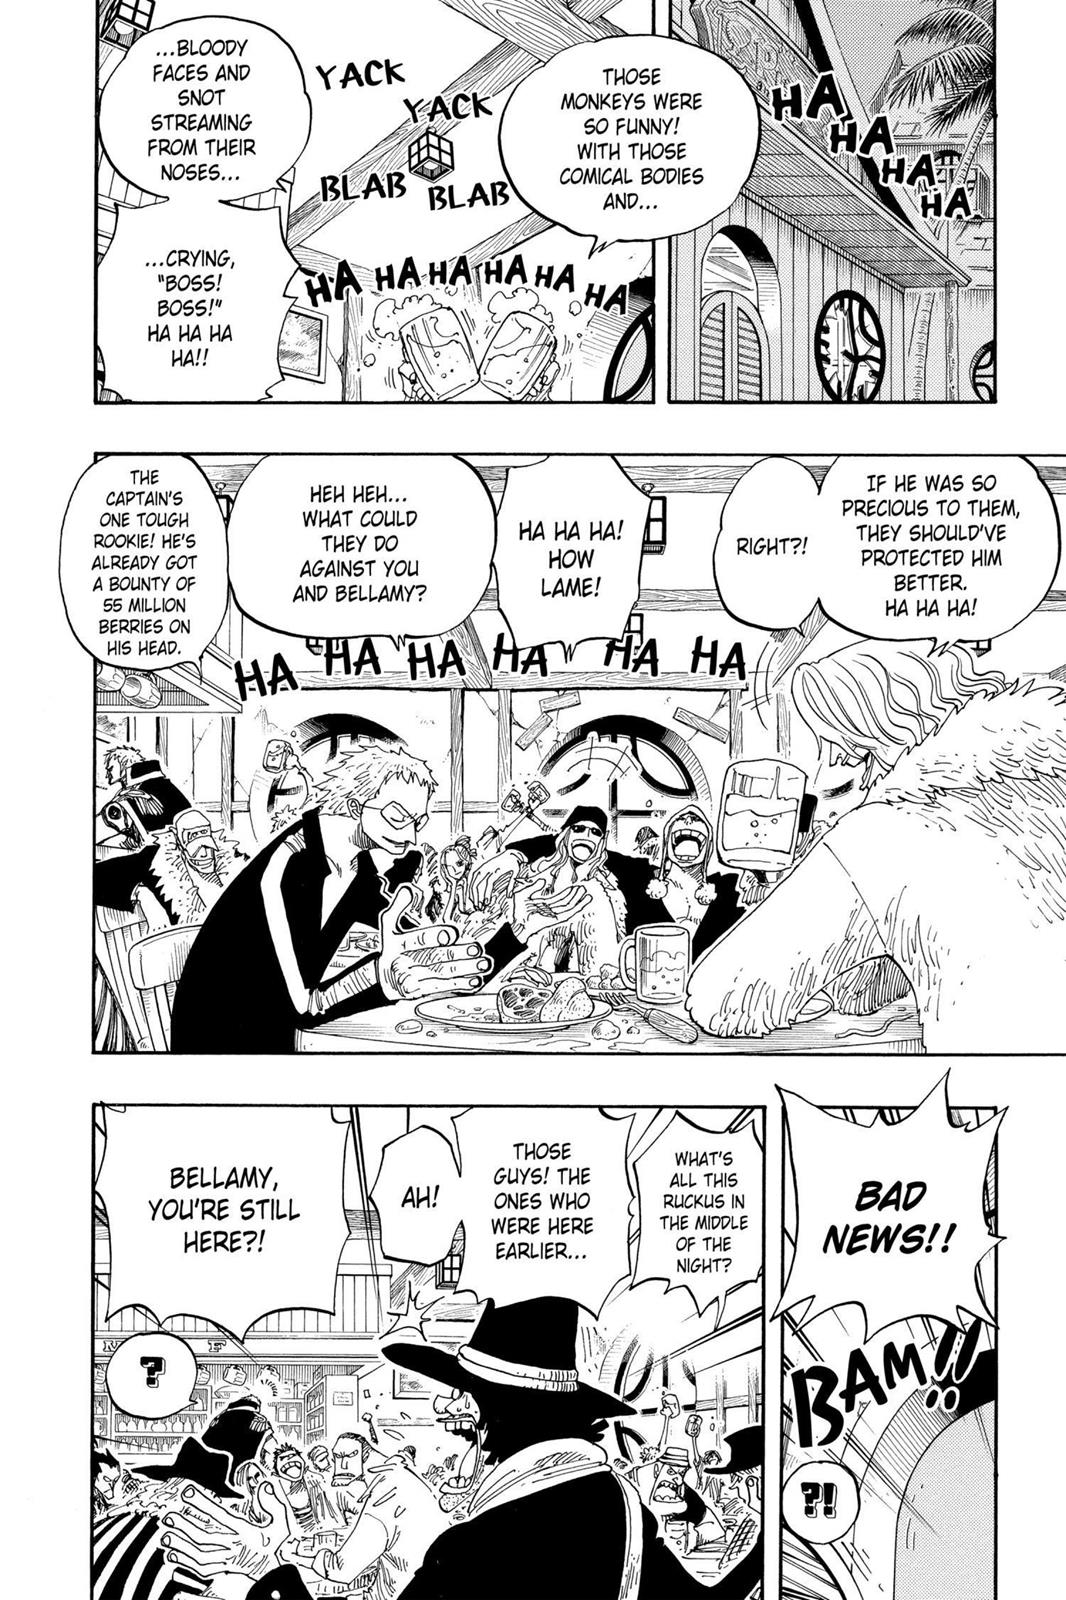 HA
HA
HA
HA
THOSE
MONKEYS WERE
SO FUNNY!
WITH THOSE
COMICAL BODIES
AND...
YACK
YACK
BLAB
BLAB
HA HA HA HA HA HA
...BLOODY
FACES AND
SNOT
STREAMING
FROM THEIR
NOSES...
...CRYING,
"BOSS!
BOSS!"
HA HA HA
HA!!
IF HE WAS SO
PRECIOUS TO THEM,
THEY SHOULD'VE
PROTECTED HIM
BETTER.
HA HA HA!
RIGHT?!
HA HA HA!
HOW
LAME!
HEH HEH...
WHAT COULD
THEY DO
AGAINST YOU
AND BELLAMY?
THE
CAPTAIN'S
ONE TOUGH
ROOKIE! HE'S
ALREADY GOT
A BOUNTY OF
55 MILLION
BERRIES ON
HIS HEAD.
HA HA HA HA HA HA
BAD
NEWS!!
BAM!!
?!
WHAT'S
ALL THIS
RUCKUS IN
THE MIDDLE
OF THE
NIGHT?
THOSE
GUYS! THE
ONES WHO
WERE HERE
EARLIER...
AH!
BELLAMY,
YOU'RE STILL
HERE?!
?